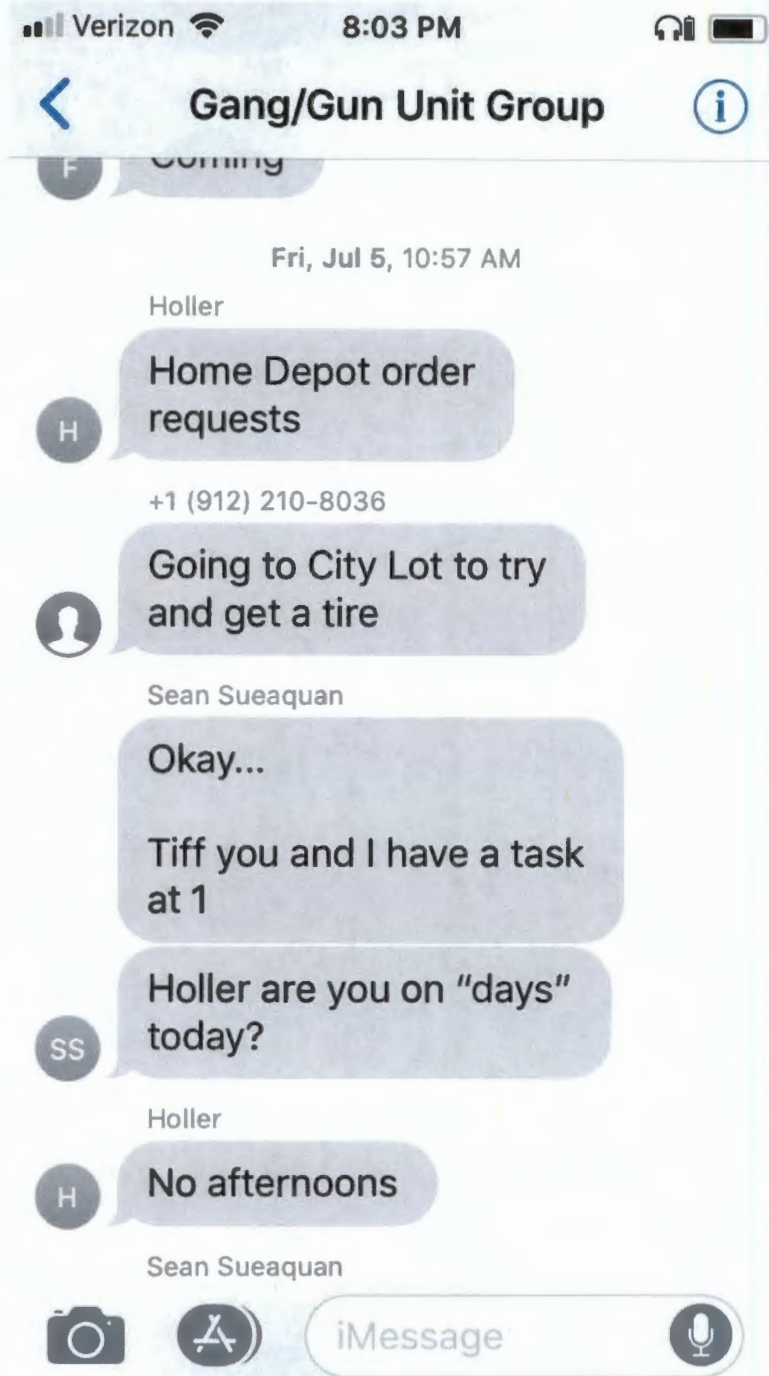 Verizon 8:03 PM
Gang/Gun Unit Group
F Coming
Fri, Jul 5, 10:57 AM
Holler
Home Depot order
requests
H
+1 (912) 210-8036
Going to City Lot to try
and get a tire
Sean Sueaquan
Okay...
Tiff you and I have a task
at 1
Holler are you on "days"
today?
SS
Holler
No afternoons
H
Sean Sueaquan
iMessage